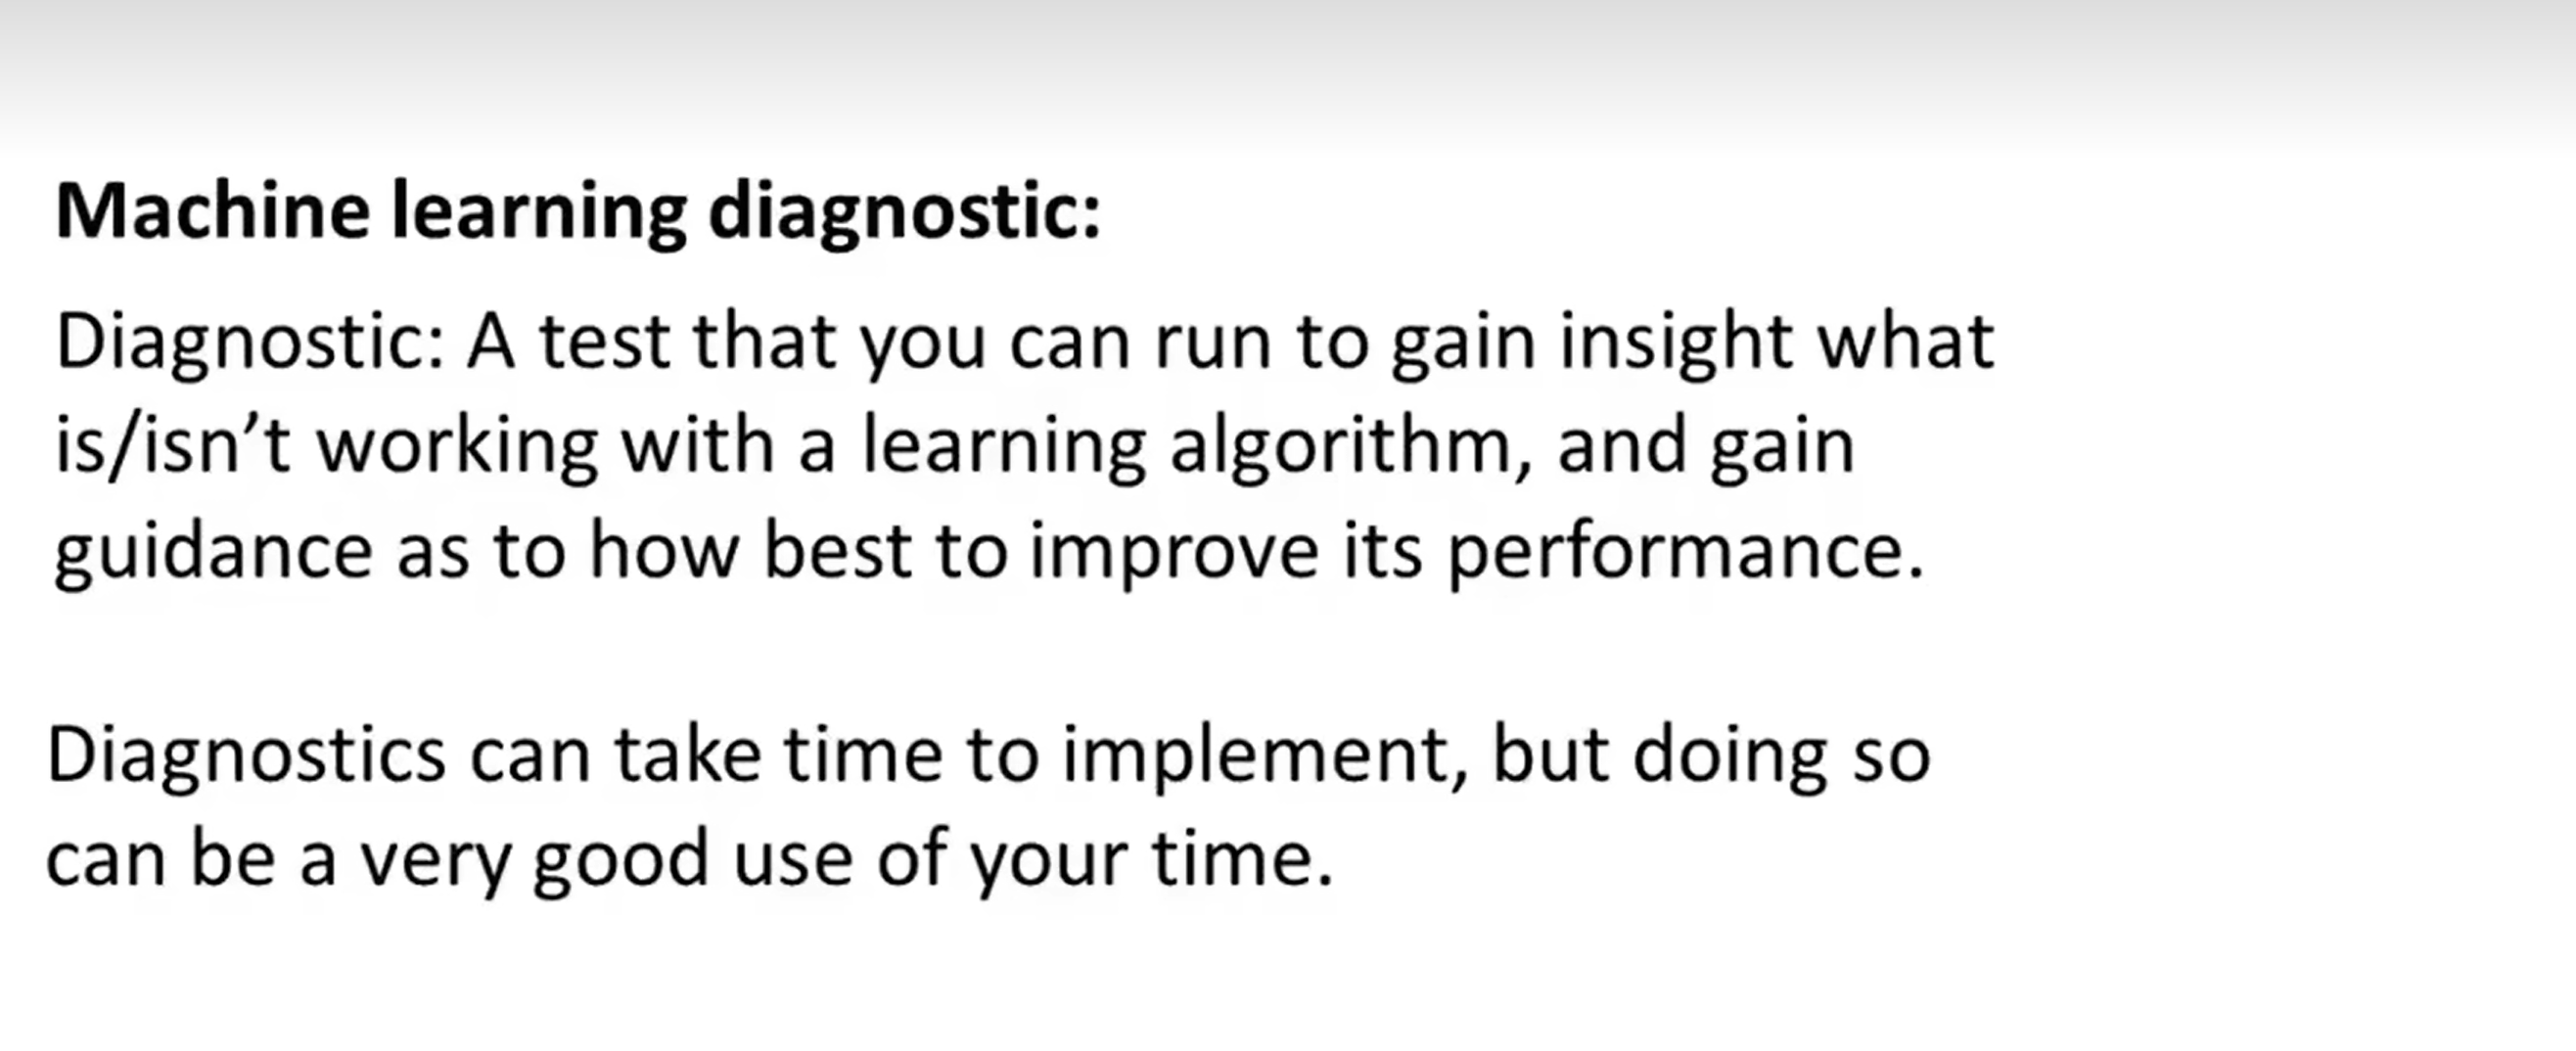 Machine learning diagnostic:
Diagnostic: A test that you can run to gain insight what
is/isn’t working with a learning algorithm, and gain
guidance as to how best to improve its performance.
Diagnostics can take time to implement, but doing so
can be a very good use of your time.